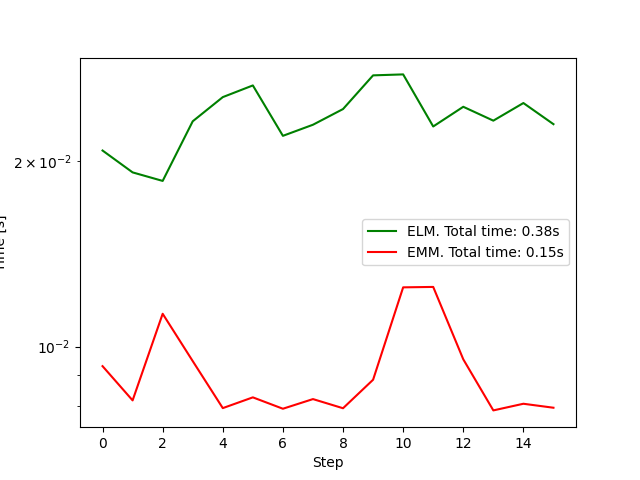 2 × 10⁻²
10⁻²
Time [s]
ELM. Total time: 0.38s
EMM. Total time: 0.15s
0 2 4 6 8 10 12 14
Step